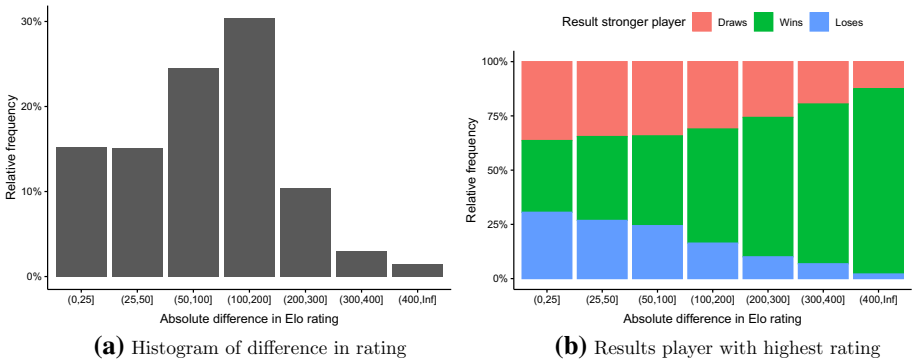 30%
20%
10%
0%
Relative frequency
(0,25] (25,50] (50,100] (100,200] (200,300] (300,400] (400,Inf]
Absolute difference in Elo rating
(a) Histogram of difference in rating
Result stronger player Draws Wins Loses
100%
75%
50%
25%
0%
Relative frequency
(0,25] (25,50] (50,100] (100,200] (200,300] (300,400] (400,Inf]
Absolute difference in Elo rating
(b) Results player with highest rating